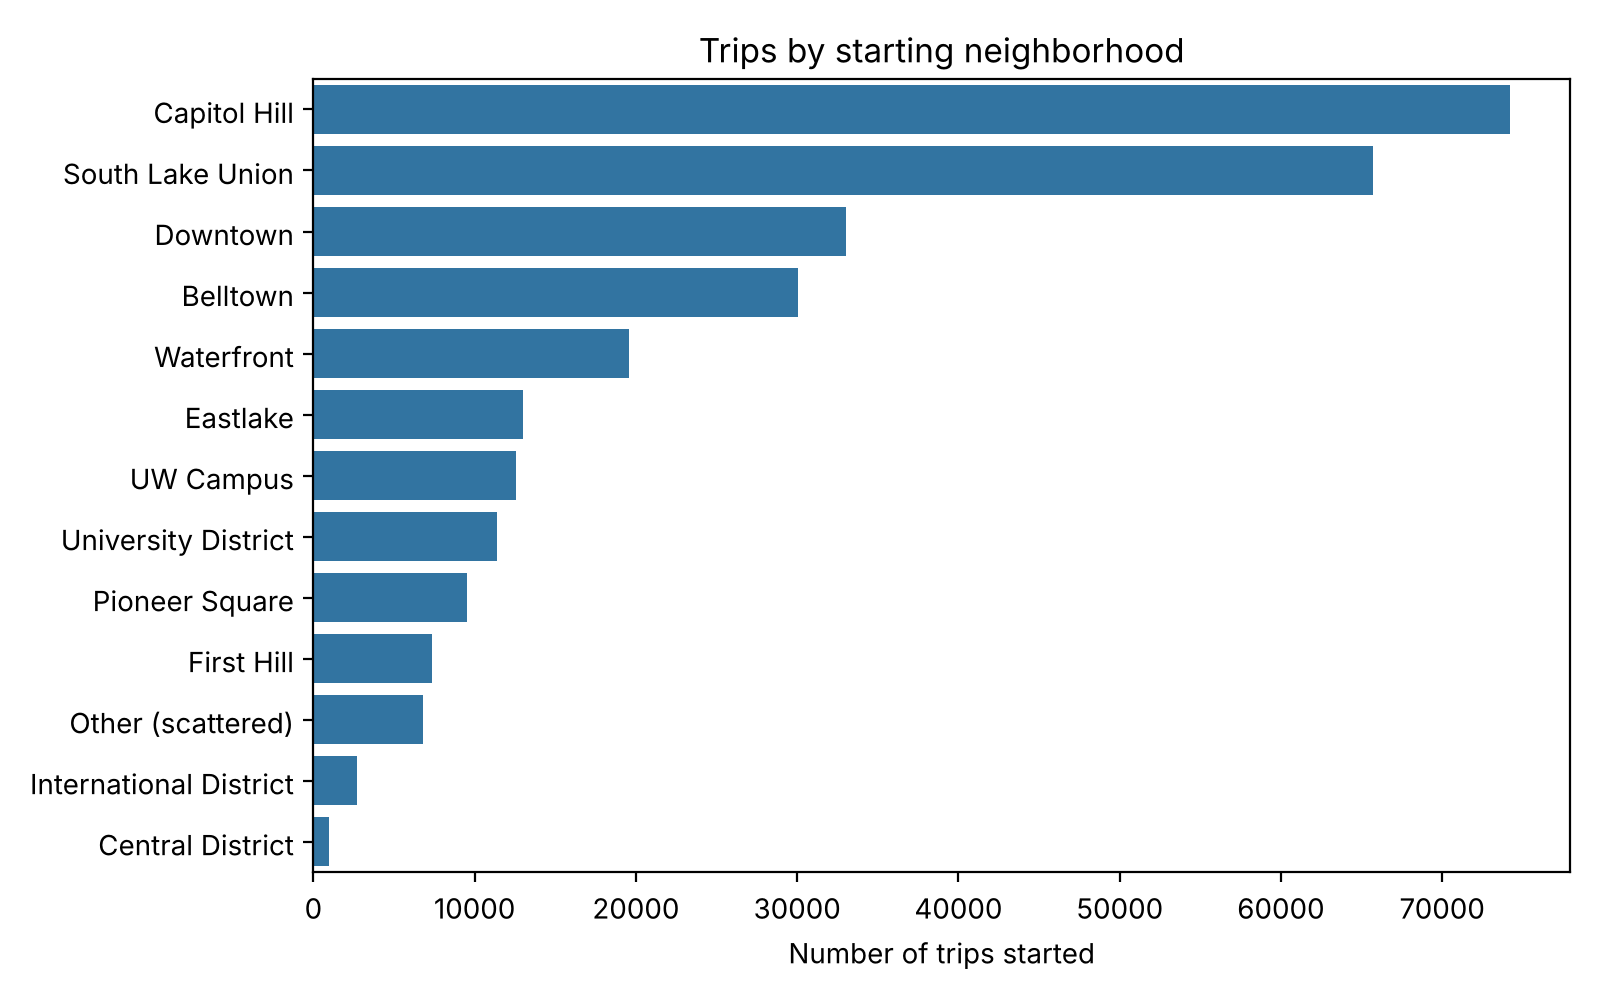 Trips by starting neighborhood
Capitol Hill
South Lake Union
Downtown
Belltown
Waterfront
Eastlake
UW Campus
University District
Pioneer Square
First Hill
Other (scattered)
International District
Central District
0 10000 20000 30000 40000 50000 60000 70000
Number of trips started